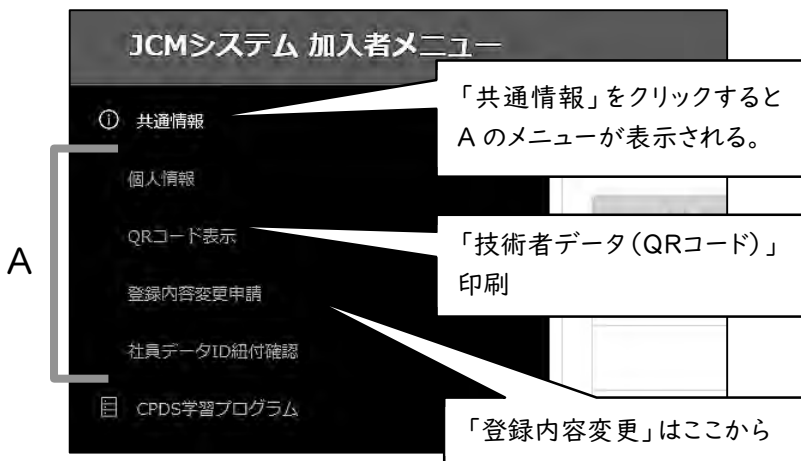 JCMシステム 加入者メニュー
「共通情報」をクリックすると
Aのメニューが表示される。
共通情報
個人情報
QRコード表示
「技術者データ(QRコード)」
印刷
A
登録内容変更申請
社員データID紐付確認
CPDS学習プログラム
「登録内容変更」はここから